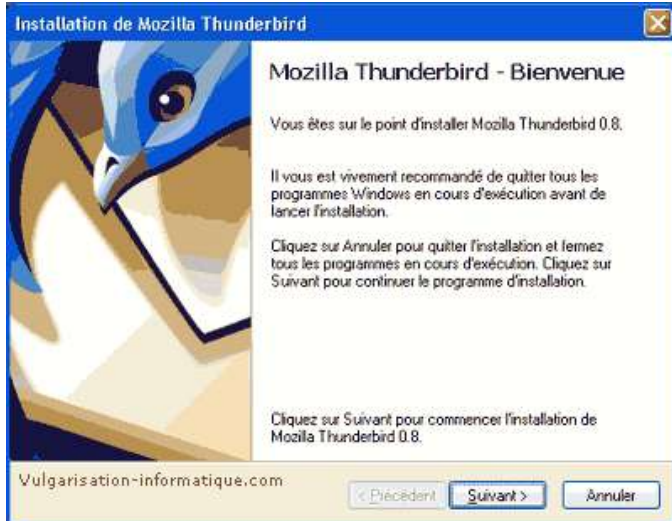 Installation de Mozilla Thunderbird
Mozilla Thunderbird - Bienvenue
Vous êtes sur le point d'installer Mozilla Thunderbird 0.8.
Il vous est vivement recommandé de quitter tous les
programmes Windows en cours d'exécution avant de
lancer l'installation.
Cliquez sur Annuler pour quitter l'installation et fermez
tous les programmes en cours d'exécution. Cliquez sur
Suivant pour continuer le programme d'installation.
Cliquez sur Suivant pour commencer l'installation de
Mozilla Thunderbird 0.8.
Vulgarisation-informatique.com
< Précédent Suivant > Annuler